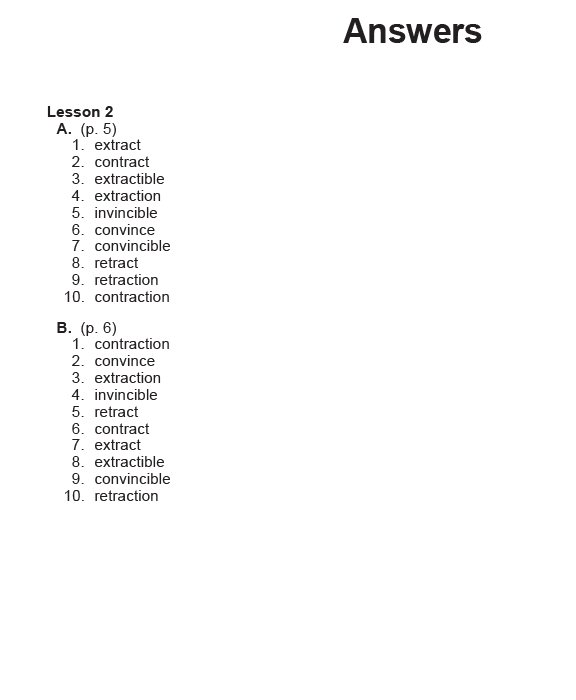 Answers
Lesson 2
A. (p. 5)
1. extract
2. contract
3. extractible
4. extraction
5. invincible
6. convince
7. convincible
8. retract
9. retraction
10. contraction
B. (p. 6)
1. contraction
2. convince
3. extraction
4. invincible
5. retract
6. contract
7. extract
8. extractible
9. convincible
10. retraction